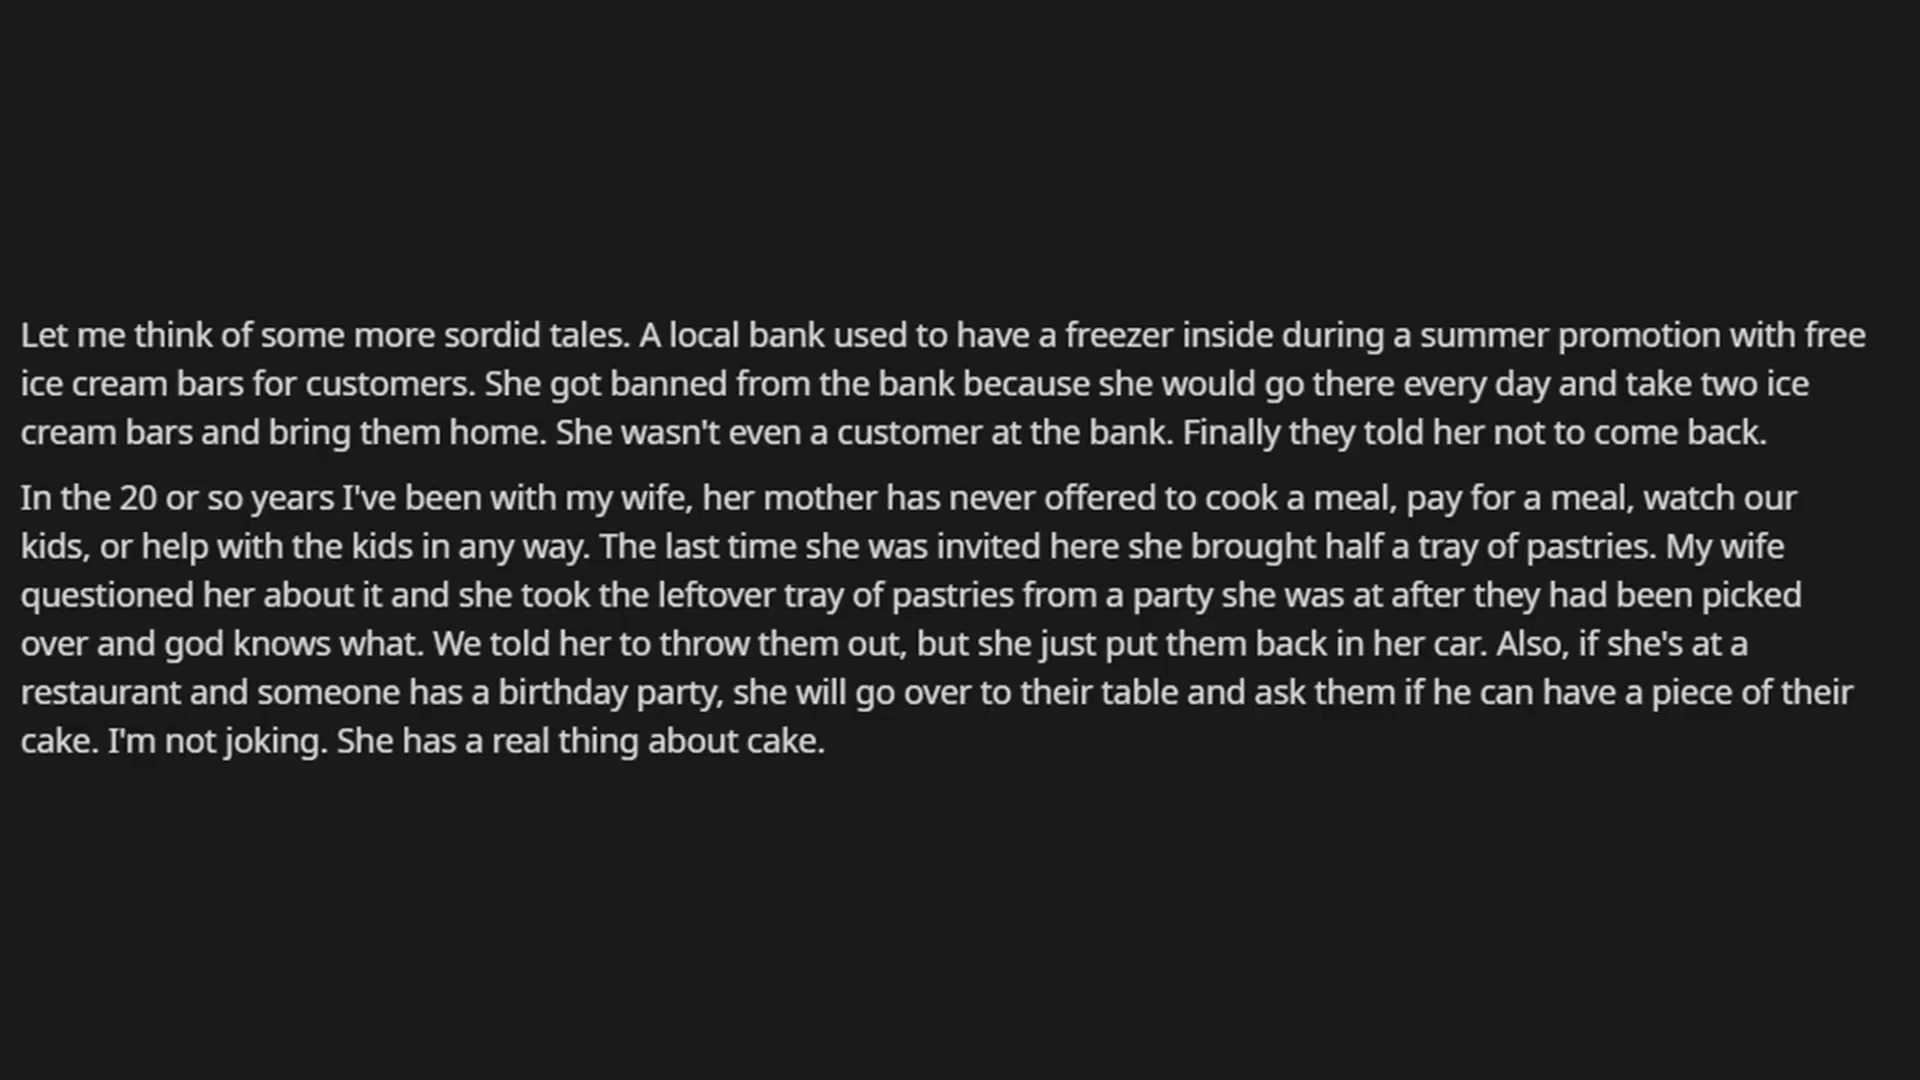 Let me think of some more sordid tales. A local bank used to have a freezer inside during a summer promotion with free
ice cream bars for customers. She got banned from the bank because she would go there every day and take two ice
cream bars and bring them home. She wasn't even a customer at the bank. Finally they told her not to come back.
In the 20 or so years I've been with my wife, her mother has never offered to cook a meal, pay for a meal, watch our
kids, or help with the kids in any way. The last time she was invited here she brought half a tray of pastries. My wife
questioned her about it and she took the leftover tray of pastries from a party she was at after they had been picked
over and god knows what. We told her to throw them out, but she just put them back in her car. Also, if she's at a
restaurant and someone has a birthday party, she will go over to their table and ask them if he can have a piece of their
cake. I'm not joking. She has a real thing about cake.